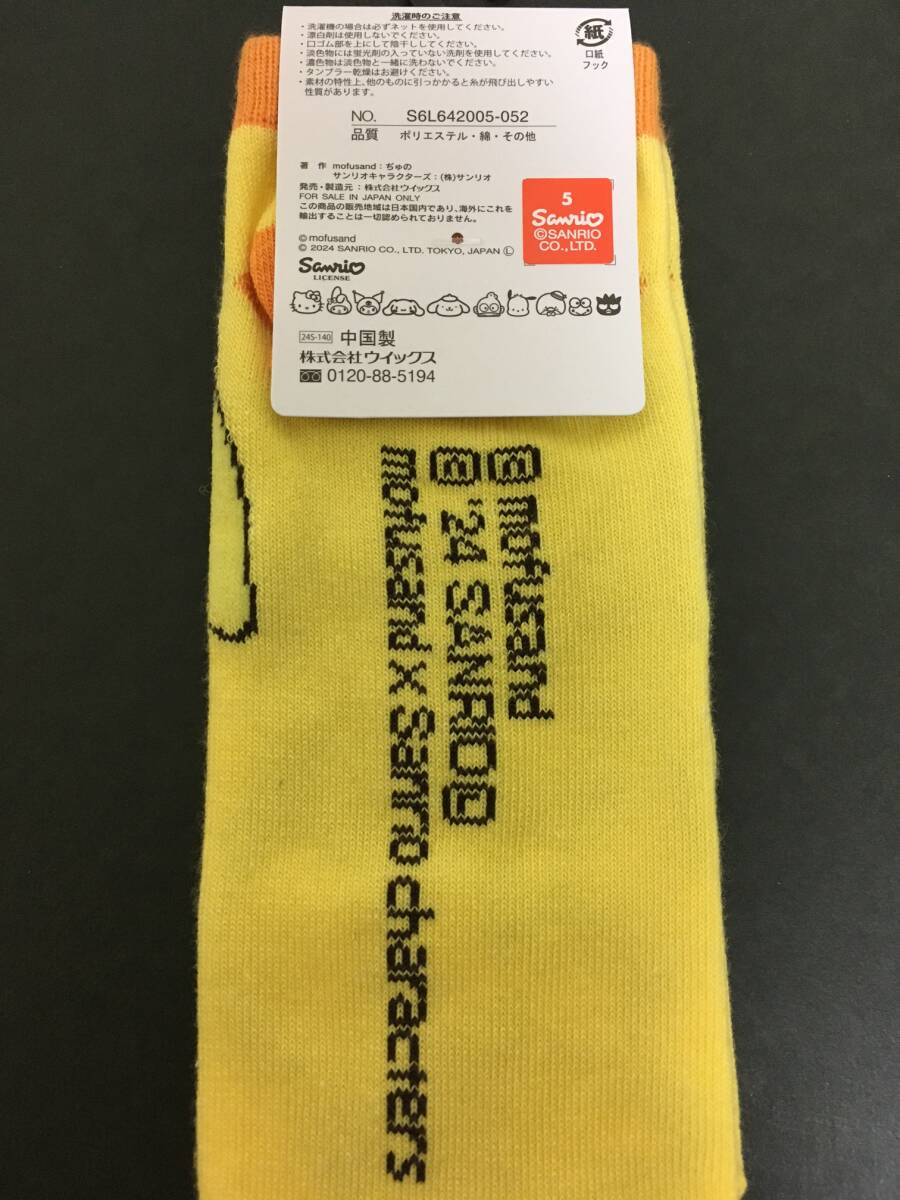 洗濯時のご注意
・洗濯機の場合は必ずネットを使用してください。
・漂白剤は使用しないでください。
・口ゴム部を上にして陰干ししてください。
・淡色物には蛍光剤の入っていない洗剤を使用してください。
・濃色物は淡色物と一緒に洗わないでください。
・タンブラー乾燥はお避けください。
・素材の特性上、他のものに引っかかると糸が飛び出しやすい
性質があります。
紙
口紙
フック
NO. S6L642005-052
品質 ポリエステル・綿・その他
著 作 mofusand：ぢゅの
サンリオキャラクターズ：(株)サンリオ
発売・製造元：株式会社ウイックス
FOR SALE IN JAPAN ONLY
この商品の販売地域は日本国内であり、海外にこれを
輸出することは一切認められておりません。
5
Sanrio
ⒸSANRIO
CO., LTD.
© mofusand
© 2024 SANRIO CO., LTD. TOKYO, JAPAN Ⓛ
Sanrio
LICENSE
24S-140 中国製
株式会社ウイックス
0120-88-5194
© mofusand
© '24 SANRIO
mofusand x Sanrio characters